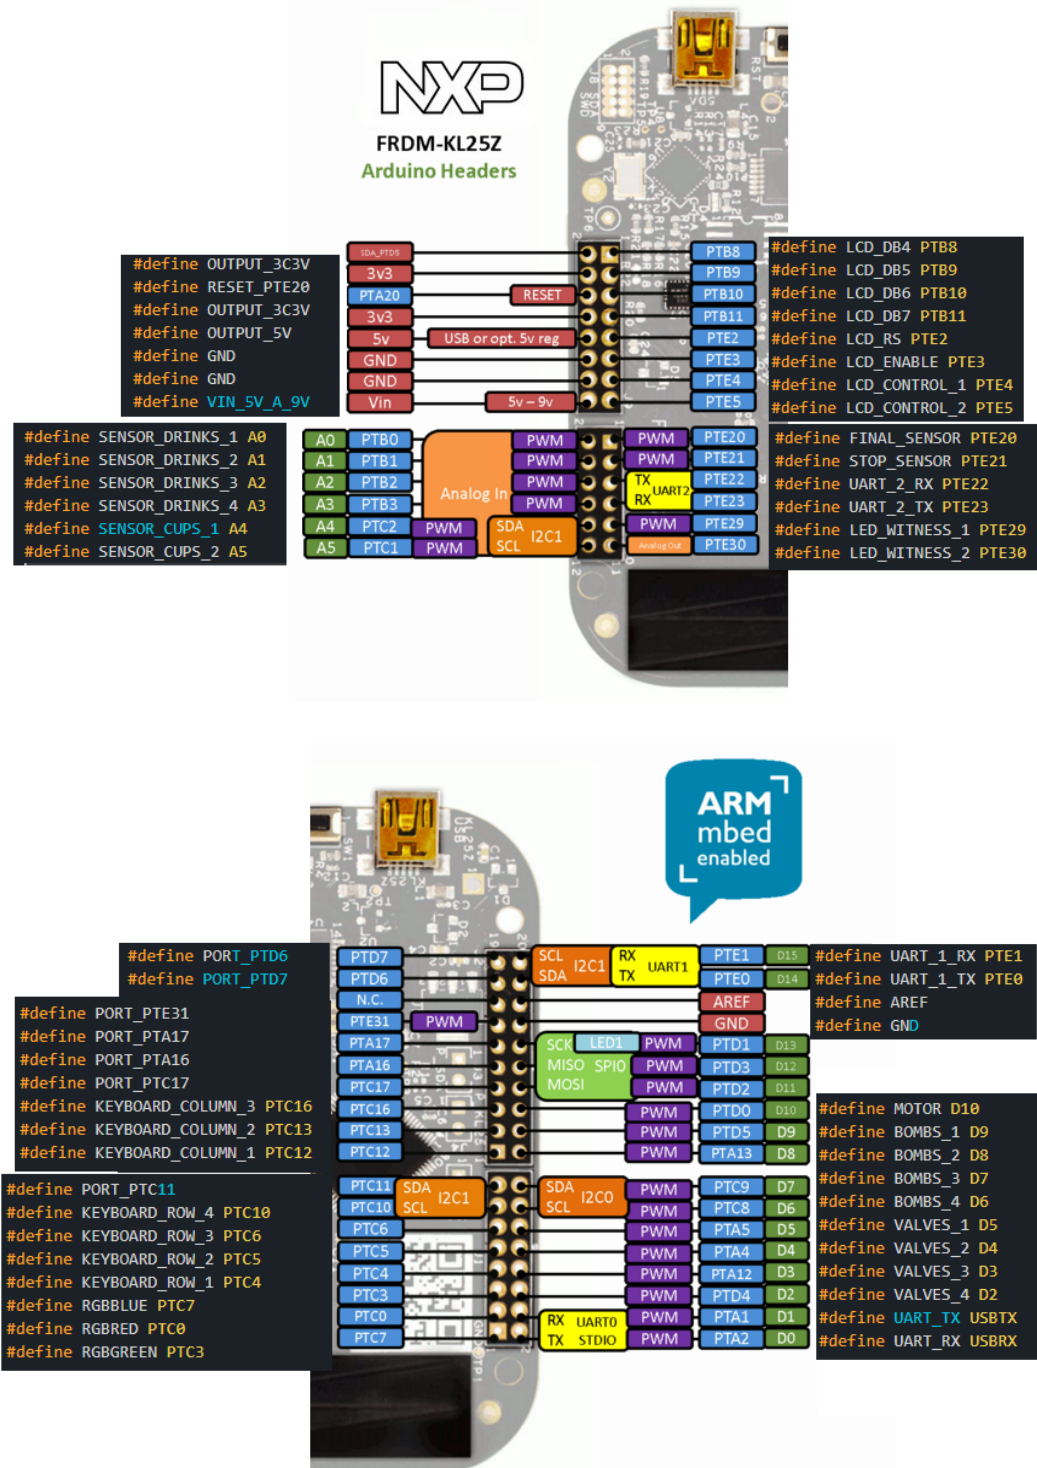 NXP
FRDM-KL25Z
Arduino Headers
J8 SDA
SWD
RST
SDA
TP6
#define OUTPUT_3C3V
#define RESET_PTE20
#define OUTPUT_3C3V
#define OUTPUT_5V
#define GND
#define GND
#define VIN_5V_A_9V
SDA_PTD5
3v3
PTA20 RESET
3v3
5v USB or opt. 5v reg
GND
GND
Vin 5v – 9v
PTB8
PTB9
PTB10
PTB11
PTE2
PTE3
PTE4
PTE5
#define LCD_DB4 PTB8
#define LCD_DB5 PTB9
#define LCD_DB6 PTB10
#define LCD_DB7 PTB11
#define LCD_RS PTE2
#define LCD_ENABLE PTE3
#define LCD_CONTROL_1 PTE4
#define LCD_CONTROL_2 PTE5
#define SENSOR_DRINKS_1 A0
#define SENSOR_DRINKS_2 A1
#define SENSOR_DRINKS_3 A2
#define SENSOR_DRINKS_4 A3
#define SENSOR_CUPS_1 A4
#define SENSOR_CUPS_2 A5
A0 PTB0 PWM
A1 PTB1 PWM
A2 PTB2 PWM
A3 PTB3 PWM
Analog In
A4 PTC2 PWM SDA
A5 PTC1 PWM SCL
I2C1
PWM PTE20
PWM PTE21
TX PTE22
RX PTE23
UART2
PWM PTE29
Analog Out PTE30
#define FINAL_SENSOR PTE20
#define STOP_SENSOR PTE21
#define UART_2_RX PTE22
#define UART_2_TX PTE23
#define LED_WITNESS_1 PTE29
#define LED_WITNESS_2 PTE30
ARM
mbed
enabled
USB
KL25Z
SW1
#define PORT_PTD6
#define PORT_PTD7
#define PORT_PTE31
#define PORT_PTA17
#define PORT_PTA16
#define PORT_PTC17
#define KEYBOARD_COLUMN_3 PTC16
#define KEYBOARD_COLUMN_2 PTC13
#define KEYBOARD_COLUMN_1 PTC12
PTD7
PTD6
N.C.
PTE31 PWM
PTA17
PTA16
PTC17
PTC16
PTC13
PTC12
SCL RX PTE1 D15
SDA TX PTE0 D14
I2C1 UART1
AREF
GND
SCK LED1 PWM PTD1 D13
MISO SPI0 PWM PTD3 D12
MOSI PWM PTD2 D11
PWM PTD0 D10
PWM PTD5 D9
PWM PTA13 D8
#define UART_1_RX PTE1
#define UART_1_TX PTE0
#define AREF
#define GND
#define MOTOR D10
#define BOMBS_1 D9
#define BOMBS_2 D8
#define BOMBS_3 D7
#define BOMBS_4 D6
#define VALVES_1 D5
#define VALVES_2 D4
#define VALVES_3 D3
#define VALVES_4 D2
#define UART_TX USBTX
#define UART_RX USBRX
#define PORT_PTC11
#define KEYBOARD_ROW_4 PTC10
#define KEYBOARD_ROW_3 PTC6
#define KEYBOARD_ROW_2 PTC5
#define KEYBOARD_ROW_1 PTC4
#define RGBBLUE PTC7
#define RGBRED PTC0
#define RGBGREEN PTC3
PTC11 SDA
PTC10 SCL
I2C1
PTC6
PTC5
PTC4
PTC3
PTC0
PTC7
SDA PWM PTC9 D7
SCL PWM PTC8 D6
I2C0
PWM PTA5 D5
PWM PTA4 D4
PWM PTA12 D3
PWM PTD4 D2
RX UART0 PWM PTA1 D1
TX STDIO PWM PTA2 D0